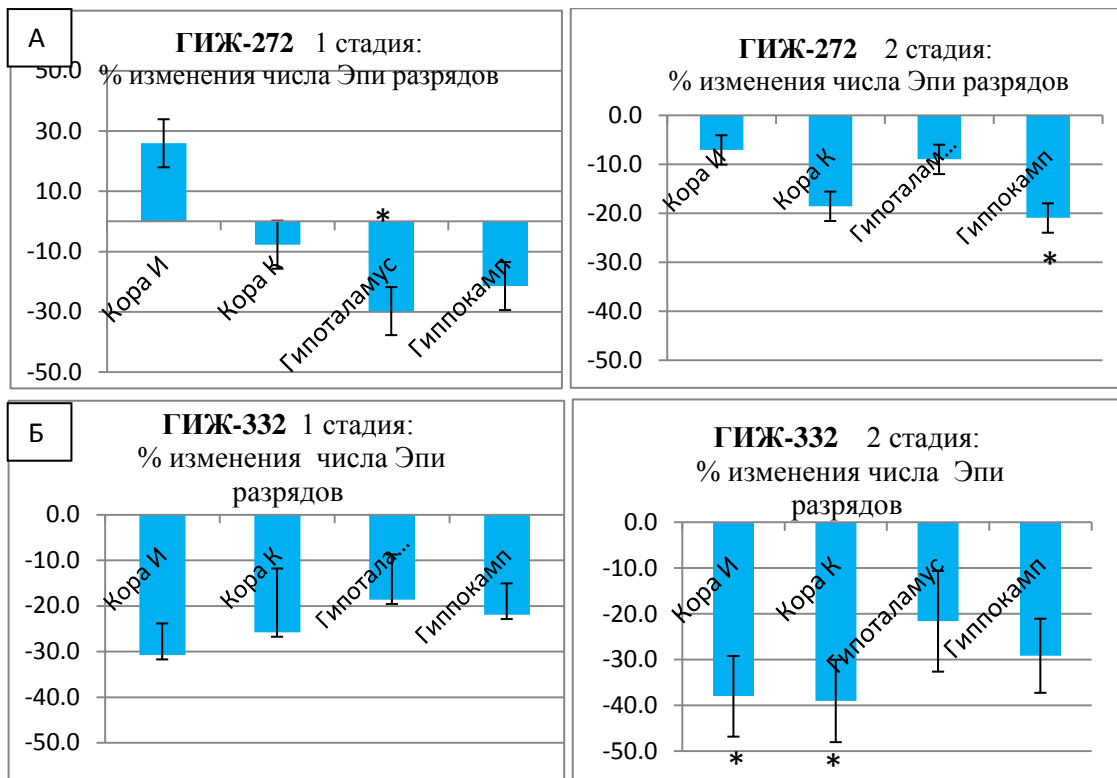 А
ГИЖ-272 1 стадия:
% изменения числа Эпи разрядов
50.0
30.0
10.0
-10.0
-30.0
-50.0
*
Кора И
Кора К
Гипоталамус
Гиппокамп
ГИЖ-272 2 стадия:
% изменения числа Эпи разрядов
0.0
-10.0
-20.0
-30.0
-40.0
-50.0
Кора И
Кора К
Гипоталам...
Гиппокамп
*
Б
ГИЖ-332 1 стадия:
% изменения числа Эпи
разрядов
0.0
-10.0
-20.0
-30.0
-40.0
-50.0
Кора И
Кора К
Гипотала...
Гиппокамп
ГИЖ-332 2 стадия:
% изменения числа Эпи
разрядов
0.0
-10.0
-20.0
-30.0
-40.0
-50.0
Кора И
Кора К
Гипоталамус
Гиппокамп
* *